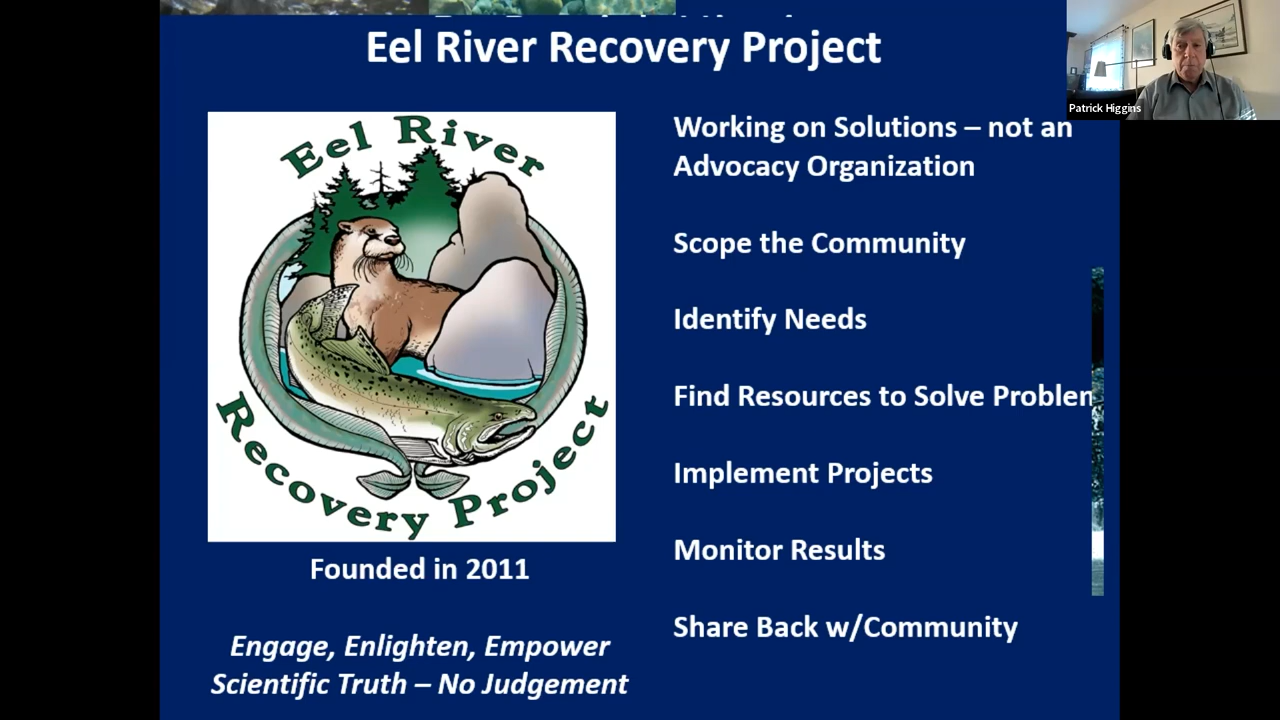 Eel River Recovery Project
Patrick Higgins
Eel River
Recovery Project
Founded in 2011
Engage, Enlighten, Empower
Scientific Truth – No Judgement
Working on Solutions – not an
Advocacy Organization
Scope the Community
Identify Needs
Find Resources to Solve
Implement Projects
Monitor Results
Share Back w/Community